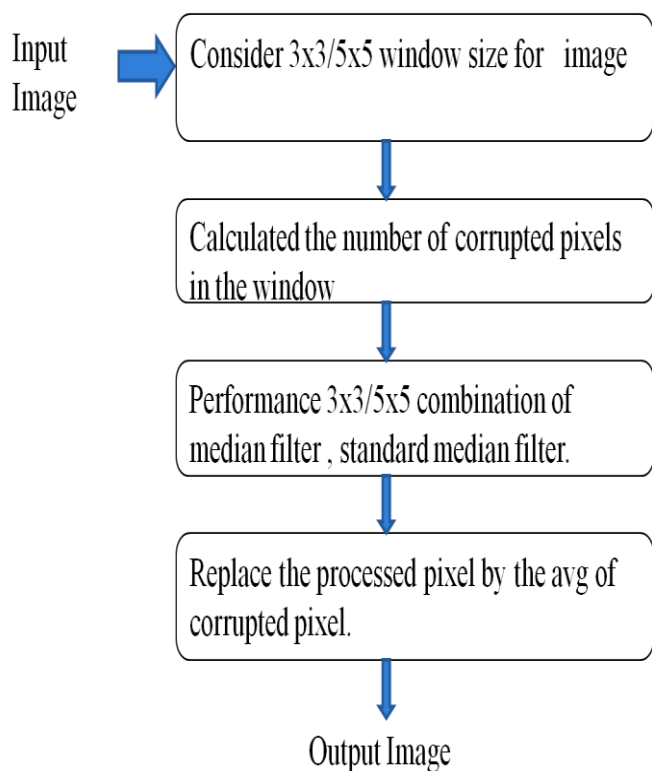 Input
Image
Consider 3x3/5x5 window size for image
Calculated the number of corrupted pixels
in the window
Performance 3x3/5x5 combination of
median filter , standard median filter.
Replace the processed pixel by the avg of
corrupted pixel.
Output Image